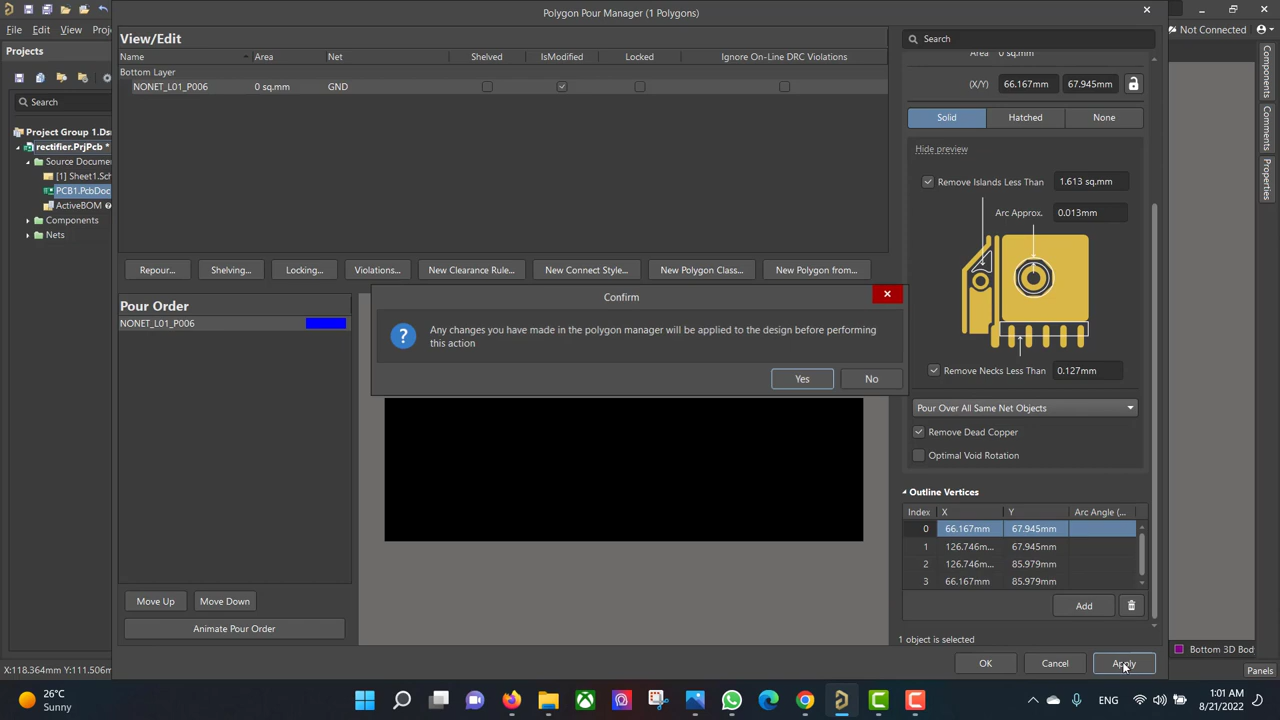 Polygon Pour Manager (1 Polygons)
File Edit View Proj
Not Connected
Projects
Search
Project Group 1.Ds
rectifier.PrjPcb *
Source Docume
[1] Sheet1.Sch
PCB1.PcbDoc
ActiveBOM
Components
Nets
View/Edit
Name Area Net Shelved IsModified Locked Ignore On-Line DRC Violations
Bottom Layer
NONET_L01_P006 0 sq.mm GND
Repour... Shelving... Locking... Violations... New Clearance Rule... New Connect Style... New Polygon Class... New Polygon from...
Pour Order
NONET_L01_P006
Move Up Move Down
Animate Pour Order
Confirm
Any changes you have made in the polygon manager will be applied to the design before performing
this action
Yes No
Search
Area 0 sq.mm
(X/Y) 66.167mm 67.945mm
Solid Hatched None
Hide preview
Remove Islands Less Than 1.613 sq.mm
Arc Approx. 0.013mm
Remove Necks Less Than 0.127mm
Pour Over All Same Net Objects
Remove Dead Copper
Optimal Void Rotation
Outline Vertices
Index X Y Arc Angle (...
0 66.167mm 67.945mm
1 126.746m... 67.945mm
2 126.746m... 85.979mm
3 66.167mm 85.979mm
Add
1 object is selected
OK Cancel Apply
Components
Comments
Properties
X:118.364mm Y:111.506m
Bottom 3D Bod
Panels
26°C
Sunny
ENG
1:01 AM
8/21/2022